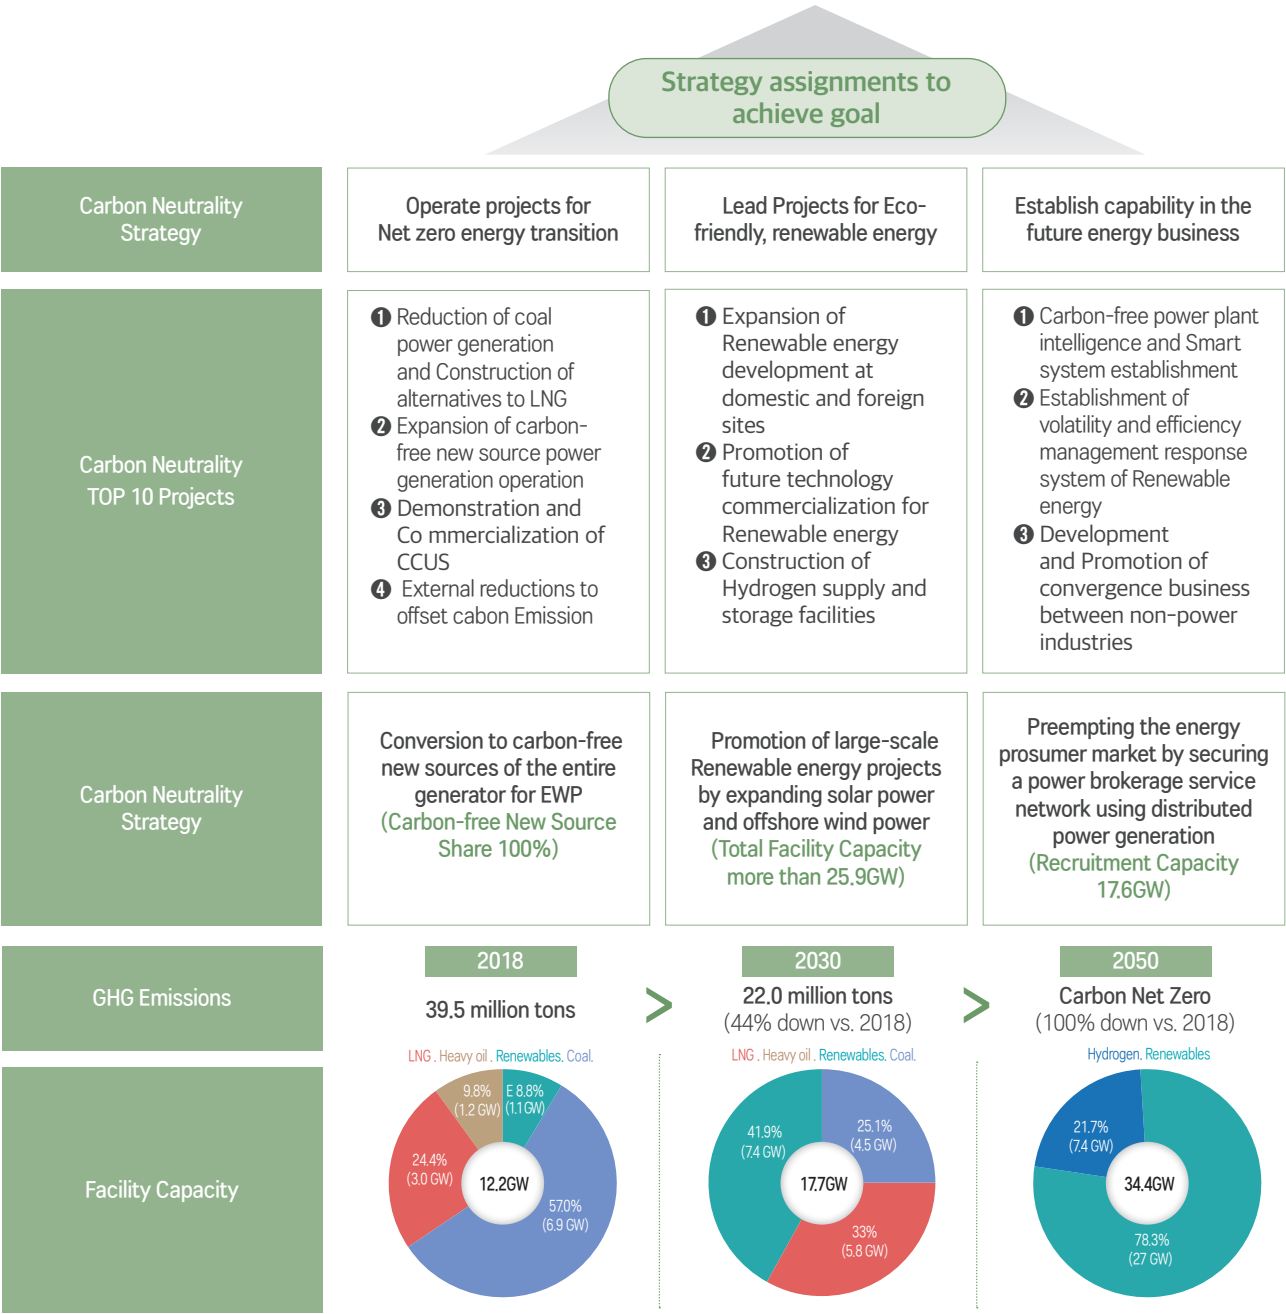 Strategy assignments to
achieve goal
Carbon Neutrality
Strategy
Operate projects for
Net zero energy transition
Lead Projects for Eco-
friendly, renewable energy
Establish capability in the
future energy business
Carbon Neutrality
TOP 10 Projects
❶ Reduction of coal
power generation
and Construction of
alternatives to LNG
❷ Expansion of carbon-
free new source power
generation operation
❸ Demonstration and
Co mmercialization of
CCUS
❹ External reductions to
offset cabon Emission
❶ Expansion of
Renewable energy
development at
domestic and foreign
sites
❷ Promotion of
future technology
commercialization for
Renewable energy
❸ Construction of
Hydrogen supply and
storage facilities
❶ Carbon-free power plant
intelligence and Smart
system establishment
❷ Establishment of
volatility and efficiency
management response
system of Renewable
energy
❸ Development
and Promotion of
convergence business
between non-power
industries
Carbon Neutrality
Strategy
Conversion to carbon-free
new sources of the entire
generator for EWP
(Carbon-free New Source
Share 100%)
Promotion of large-scale
Renewable energy projects
by expanding solar power
and offshore wind power
(Total Facility Capacity
more than 25.9GW)
Preempting the energy
prosumer market by securing
a power brokerage service
network using distributed
power generation
(Recruitment Capacity
17.6GW)
GHG Emissions
2018
39.5 million tons
>
2030
22.0 million tons
(44% down vs. 2018)
>
2050
Carbon Net Zero
(100% down vs. 2018)
Facility Capacity
LNG . Heavy oil . Renewables. Coal.
9.8%
(1.2 GW)
E 8.8%
(1.1 GW)
24.4%
(3.0 GW)
12.2GW
57.0%
(6.9 GW)
LNG . Heavy oil . Renewables. Coal.
41.9%
(7.4 GW)
25.1%
(4.5 GW)
17.7GW
33%
(5.8 GW)
Hydrogen. Renewables
21.7%
(7.4 GW)
34.4GW
78.3%
(27 GW)